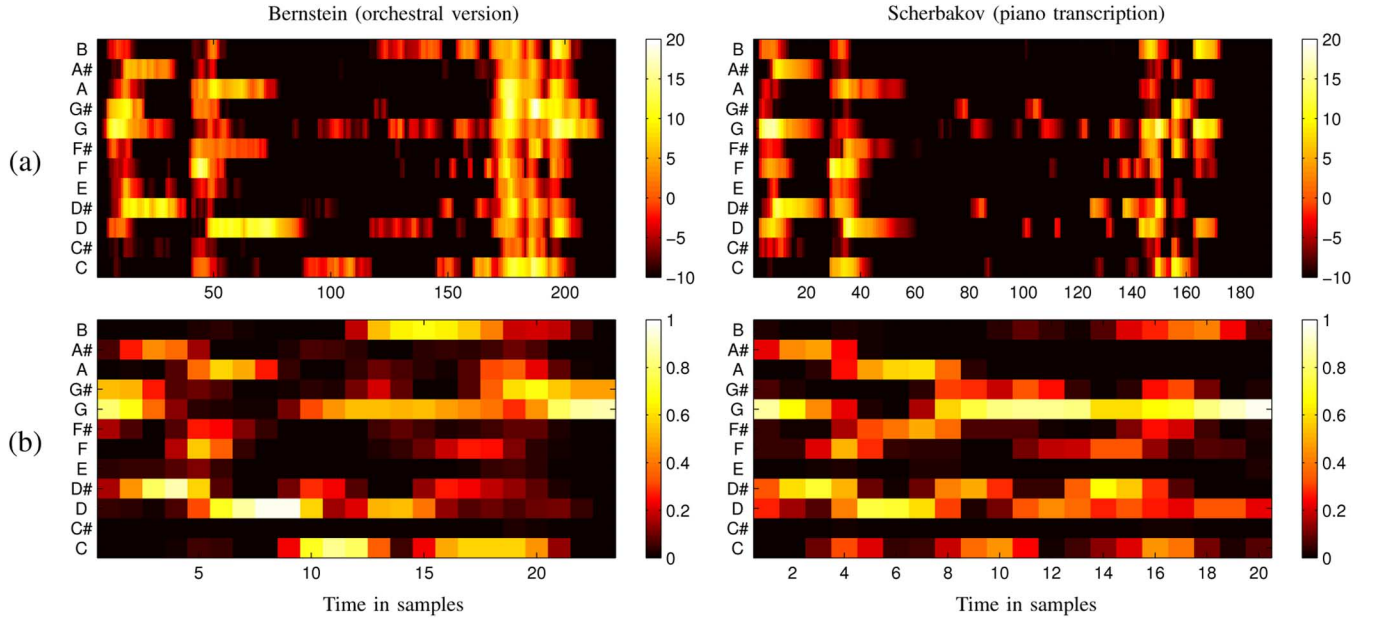 Bernstein (orchestral version)
Scherbakov (piano transcription)
(a)
B
A#
A
G#
G
F#
F
E
D#
D
C#
C
50 100 150 200
20
15
10
5
0
−5
−10
B
A#
A
G#
G
F#
F
E
D#
D
C#
C
20 40 60 80 100 120 140 160 180
20
15
10
5
0
−5
−10
(b)
B
A#
A
G#
G
F#
F
E
D#
D
C#
C
5 10 15 20
1
0.8
0.6
0.4
0.2
0
Time in samples
B
A#
A
G#
G
F#
F
E
D#
D
C#
C
2 4 6 8 10 12 14 16 18 20
1
0.8
0.6
0.4
0.2
0
Time in samples